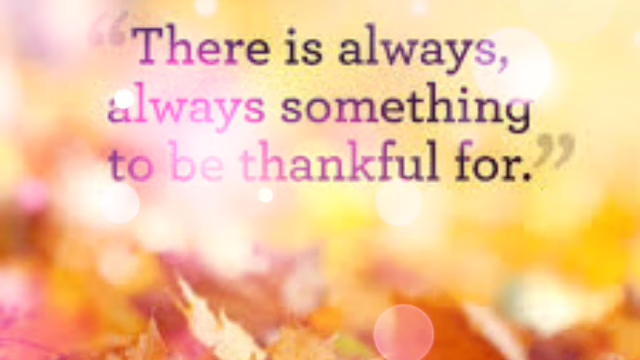 “There is always,
always something
to be thankful for.”